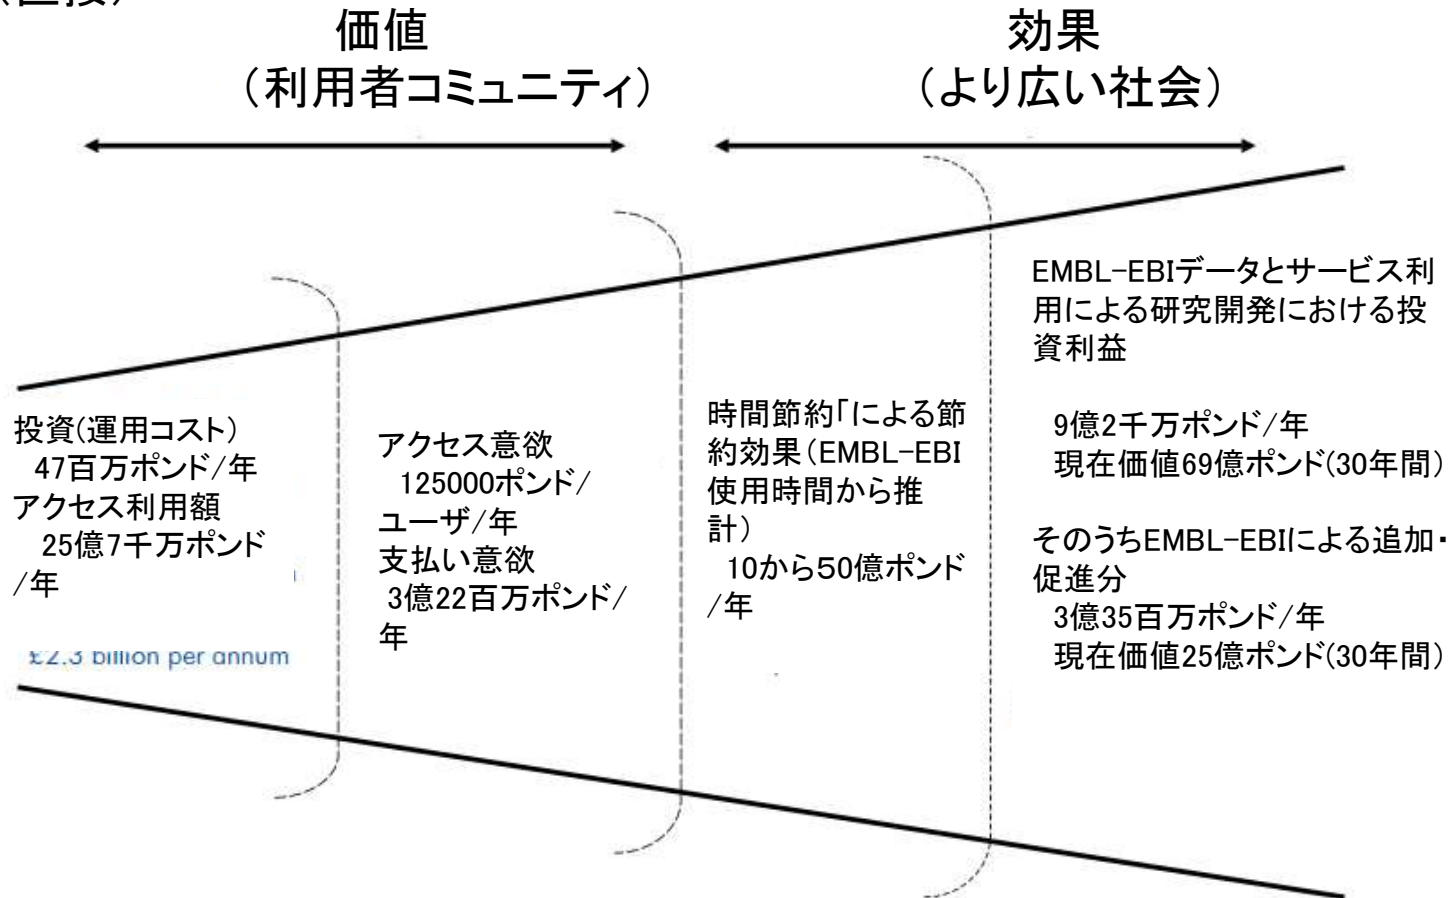 (直接)
価値
(利用者コミュニティ)
効果
(より広い社会)
投資(運用コスト)
47百万ポンド/年
アクセス利用額
25億7千万ポンド
/年
£2.3 billion per annum
アクセス意欲
125000ポンド/
ユーザ/年
支払い意欲
3億22百万ポンド/
年
時間節約「による節
約効果(EMBL-EBI
使用時間から推
計)
10から50億ポンド
/年
EMBL-EBIデータとサービス利
用による研究開発における投
資利益
9億2千万ポンド/年
現在価値69億ポンド(30年間)
そのうちEMBL-EBIによる追加・
促進分
3億35百万ポンド/年
現在価値25億ポンド(30年間)